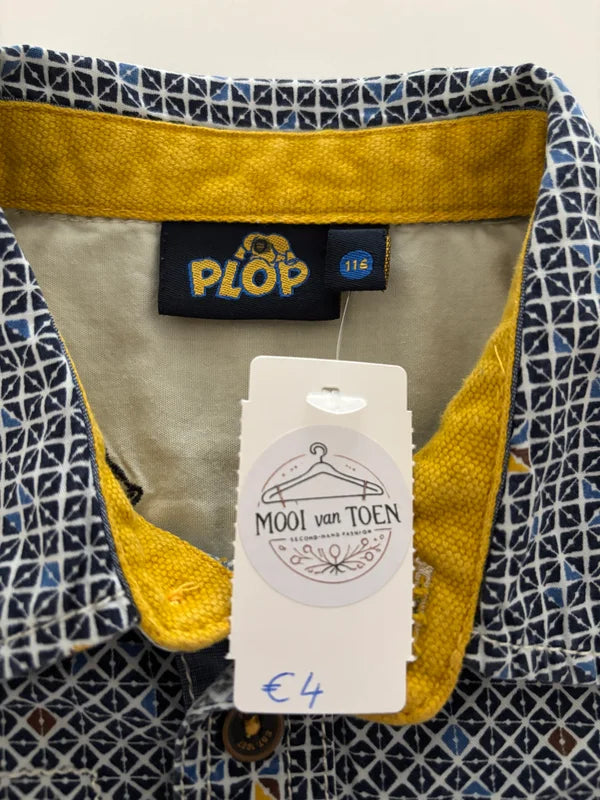 PLOP
116
MOOI van TOEN
SECOND-HAND FASHION
€4